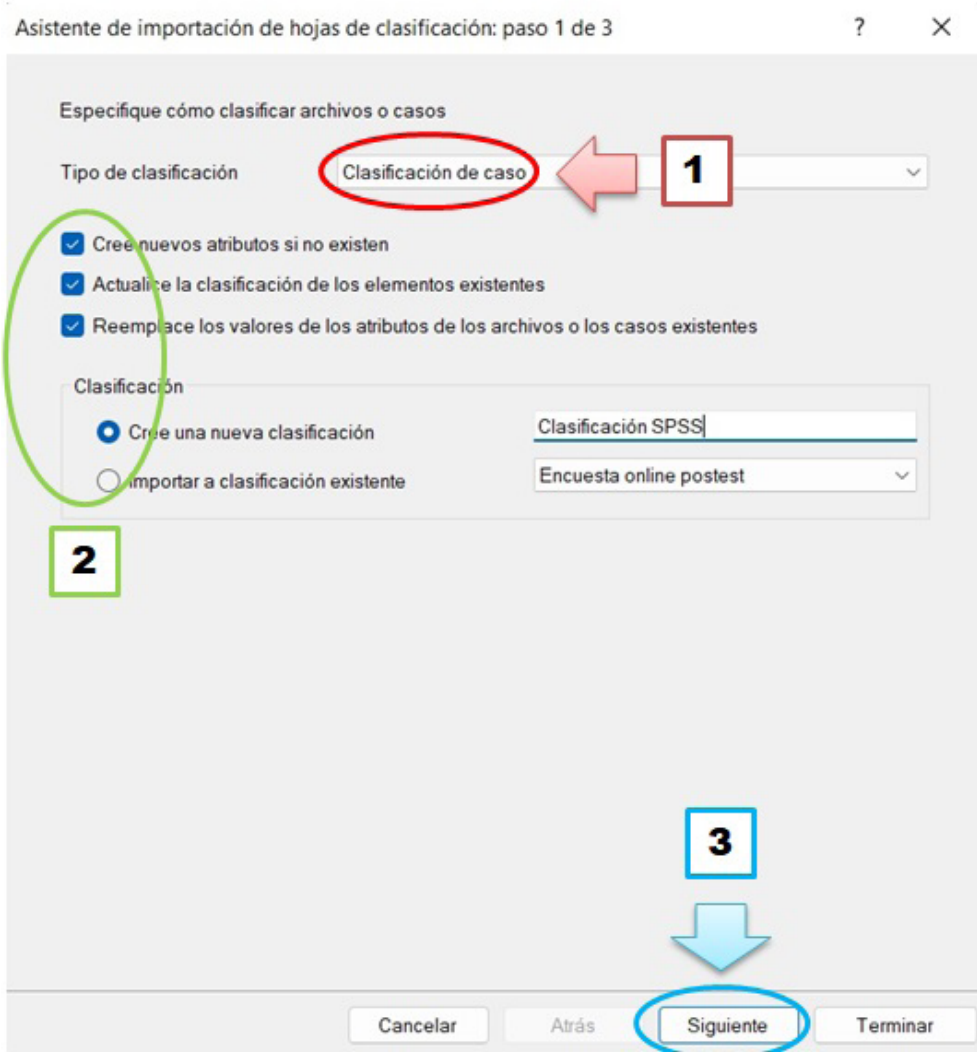 Asistente de importación de hojas de clasificación: paso 1 de 3 ?
Especifique cómo clasificar archivos o casos
Tipo de clasificación Clasificación de caso 1
Cree nuevos atributos si no existen
Actualice la clasificación de los elementos existentes
Reemplace los valores de los atributos de los archivos o los casos existentes
Clasificación
Cree una nueva clasificación Clasificación SPSS
Importar a clasificación existente Encuesta online postest
2
3
Cancelar Atrás Siguiente Terminar